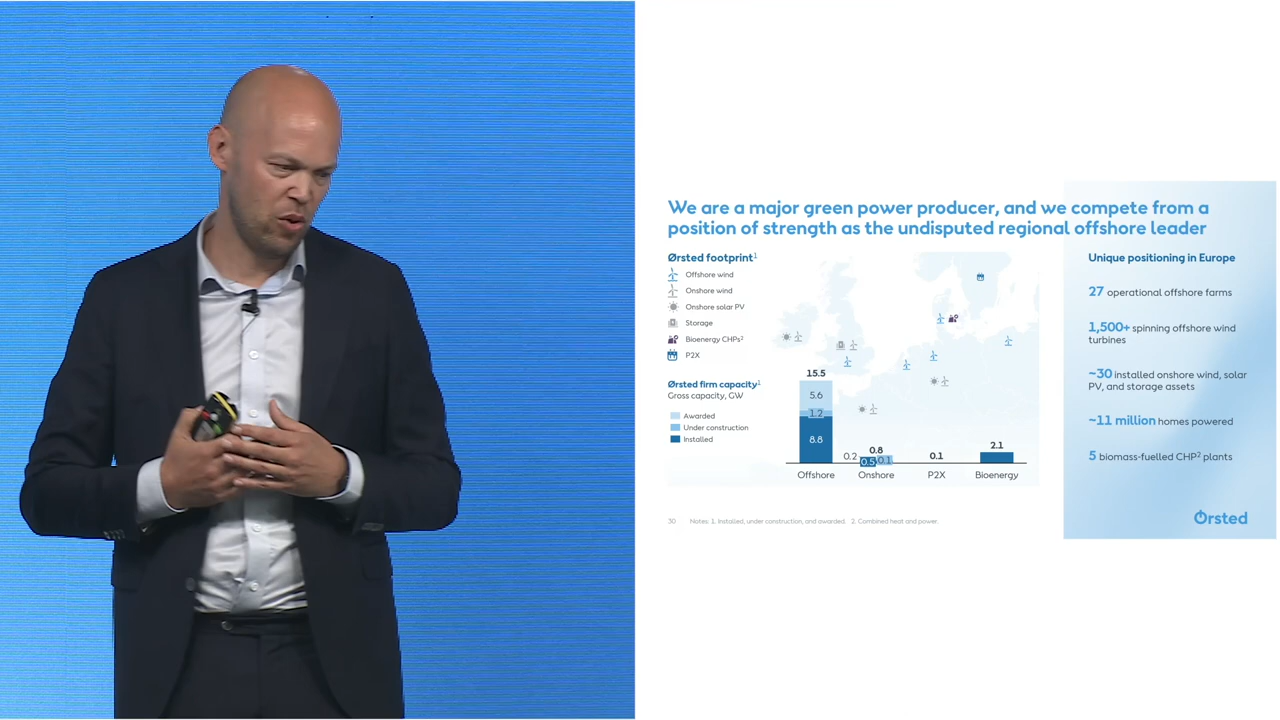 We are a major green power producer, and we compete from a
position of strength as the undisputed regional offshore leader
Ørsted footprint1
Offshore wind
Onshore wind
Onshore solar PV
Storage
Bioenergy CHPs2
P2X
Ørsted firm capacity1
Gross capacity, GW
Awarded
Under construction
Installed
15.5
5.6
1.2
8.8
Offshore
0.8
0.2
0.5
0.1
Onshore
0.1
P2X
2.1
Bioenergy
Unique positioning in Europe
27 operational offshore farms
1,500+ spinning offshore wind
turbines
~30 installed onshore wind, solar
PV, and storage assets
~11 million homes powered
5 biomass-fuelled CHP2 plants
Ørsted
30 Notes: 1. Installed, under construction, and awarded 2. Combined heat and power.